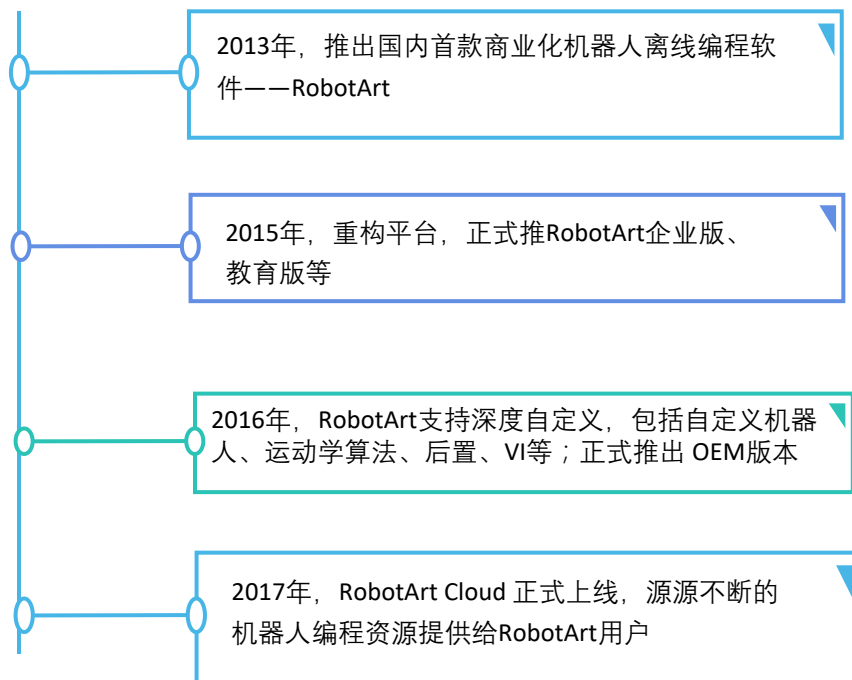 2013年，推出国内首款商业化机器人离线编程软
件——RobotArt
2015年，重构平台，正式推RobotArt企业版、
教育版等
2016年，RobotArt支持深度自定义，包括自定义机器
人、运动学算法、后置、VI等；正式推出 OEM版本
2017年，RobotArt Cloud 正式上线，源源不断的
机器人编程资源提供给RobotArt用户